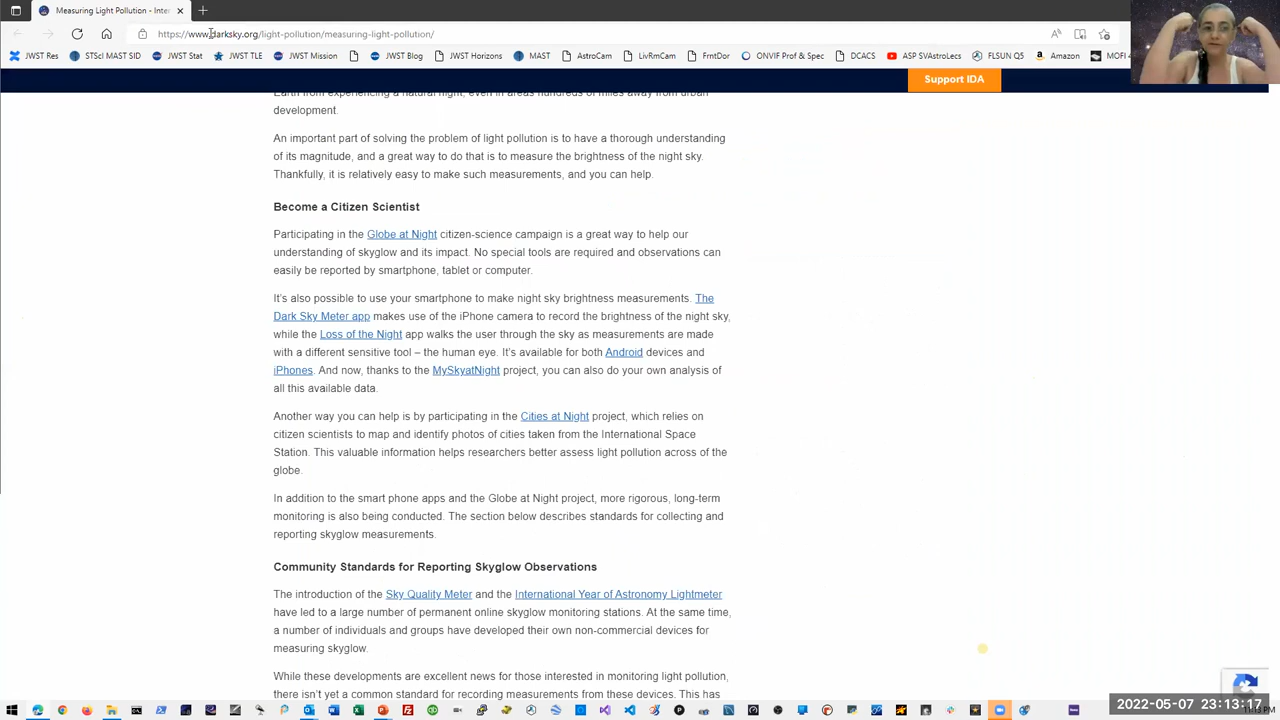 Measuring Light Pollution - Inter
https://www.darksky.org/light-pollution/measuring-light-pollution/
JWST Res
STScI MAST SID
JWST Stat
JWST TLE
JWST Mission
JWST Blog
JWST Horizons
MAST
AstroCam
LivRmCam
FrntDor
ONVIF Prof & Spec
DCACS
ASP SVAstroLecs
FLSUN Q5
Amazon
MOFI
Support IDA
Earth from experiencing a natural night, even in areas hundreds of miles away from urban
development.
An important part of solving the problem of light pollution is to have a thorough understanding
of its magnitude, and a great way to do that is to measure the brightness of the night sky.
Thankfully, it is relatively easy to make such measurements, and you can help.
Become a Citizen Scientist
Participating in the Globe at Night citizen-science campaign is a great way to help our
understanding of skyglow and its impact. No special tools are required and observations can
easily be reported by smartphone, tablet or computer.
It's also possible to use your smartphone to make night sky brightness measurements. The
Dark Sky Meter app makes use of the iPhone camera to record the brightness of the night sky,
while the Loss of the Night app walks the user through the sky as measurements are made
with a different sensitive tool – the human eye. It's available for both Android devices and
iPhones. And now, thanks to the MySkyatNight project, you can also do your own analysis of
all this available data.
Another way you can help is by participating in the Cities at Night project, which relies on
citizen scientists to map and identify photos of cities taken from the International Space
Station. This valuable information helps researchers better assess light pollution across of the
globe.
In addition to the smart phone apps and the Globe at Night project, more rigorous, long-term
monitoring is also being conducted. The section below describes standards for collecting and
reporting skyglow measurements.
Community Standards for Reporting Skyglow Observations
The introduction of the Sky Quality Meter and the International Year of Astronomy Lightmeter
have led to a large number of permanent online skyglow monitoring stations. At the same time,
a number of individuals and groups have developed their own non-commercial devices for
measuring skyglow.
While these developments are excellent news for those interested in monitoring light pollution,
there isn't yet a common standard for recording measurements from these devices. This has
2022-05-07 23:13:17